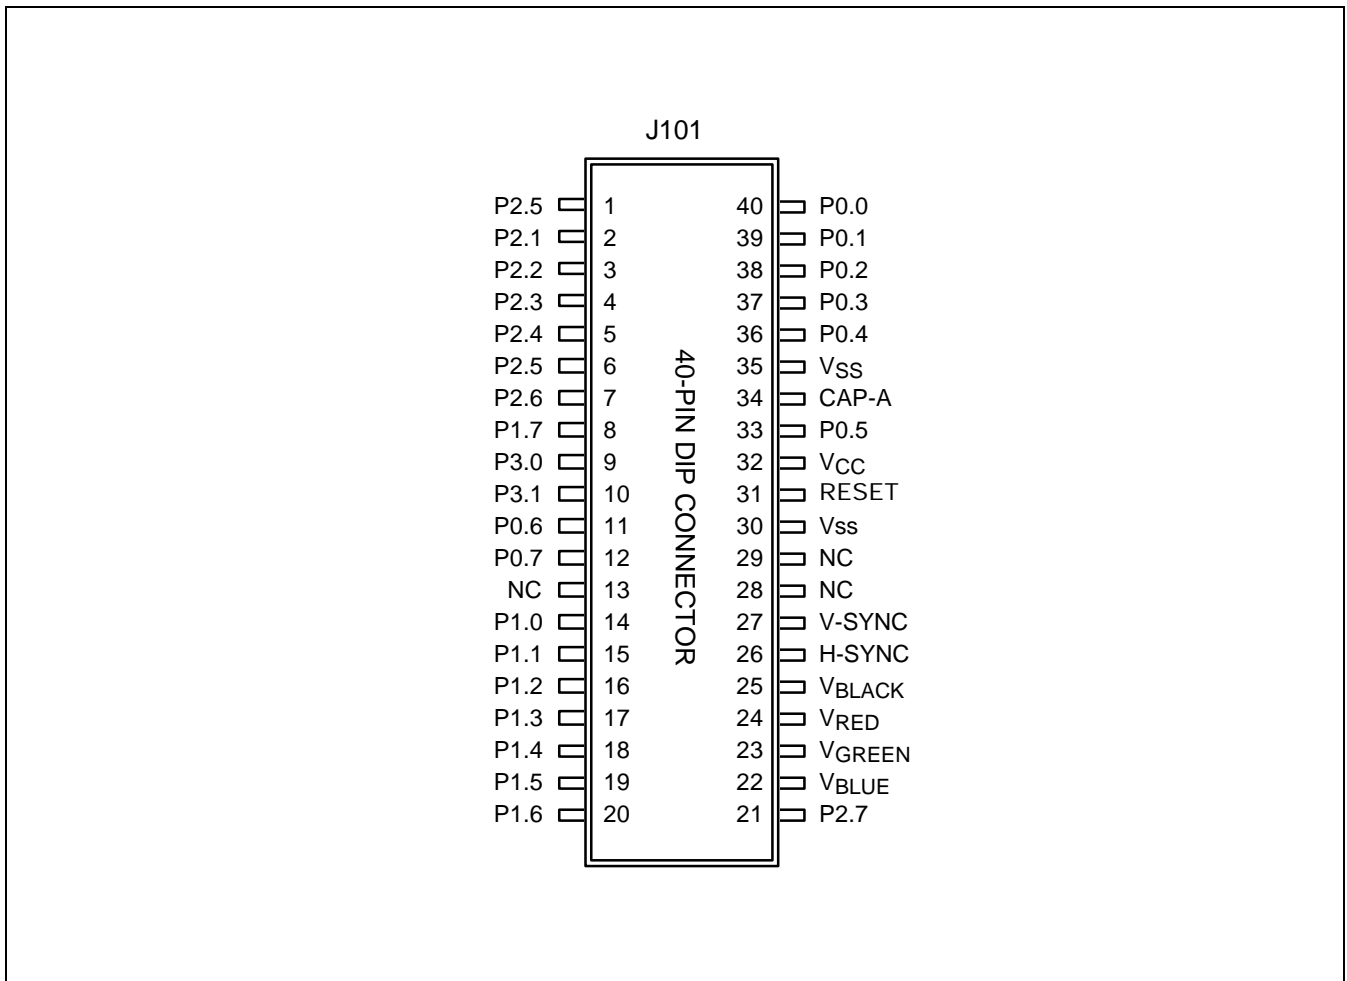 J101
P2.5 1 40 P0.0
P2.1 2 39 P0.1
P2.2 3 38 P0.2
P2.3 4 37 P0.3
P2.4 5 36 P0.4
P2.5 6 35 VSS
P2.6 7 34 CAP-A
P1.7 8 33 P0.5
P3.0 9 32 VCC
P3.1 10 31 RESET
P0.6 11 30 Vss
P0.7 12 29 NC
NC 13 28 NC
P1.0 14 27 V-SYNC
P1.1 15 26 H-SYNC
P1.2 16 25 VBLACK
P1.3 17 24 VRED
P1.4 18 23 VGREEN
P1.5 19 22 VBLUE
P1.6 20 21 P2.7
40-PIN DIP CONNECTOR